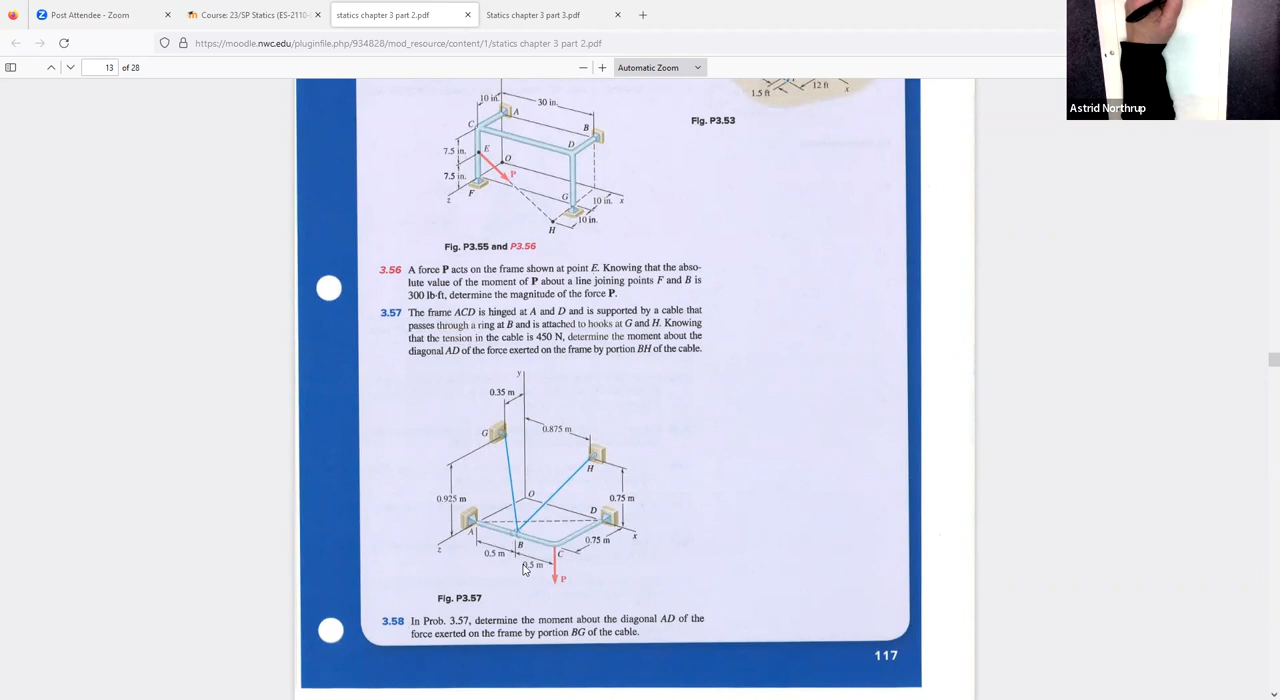 Post Attendee - Zoom
Course: 23/SP Statics (ES-2110-
statics chapter 3 part 2.pdf
Statics chapter 3 part 3.pdf
https://moodle.nwc.edu/pluginfile.php/934828/mod_resource/content/1/statics chapter 3 part 2.pdf
13 of 28
Automatic Zoom
Astrid Northrup
10 in.
30 in.
A
B
C
D
7.5 in.
E
O
P
7.5 in.
F
G
z
10 in.
x
10 in.
H
1.5 ft
12 ft
x
Fig. P3.53
Fig. P3.55 and P3.56
3.56 A force P acts on the frame shown at point E. Knowing that the abso-
lute value of the moment of P about a line joining points F and B is
300 lb·ft, determine the magnitude of the force P.
3.57 The frame ACD is hinged at A and D and is supported by a cable that
passes through a ring at B and is attached to hooks at G and H. Knowing
that the tension in the cable is 450 N, determine the moment about the
diagonal AD of the force exerted on the frame by portion BH of the cable.
y
0.35 m
G
0.875 m
H
0.925 m
O
0.75 m
D
A
x
z
B
0.75 m
0.5 m
C
0.5 m
P
Fig. P3.57
3.58 In Prob. 3.57, determine the moment about the diagonal AD of the
force exerted on the frame by portion BG of the cable.
117